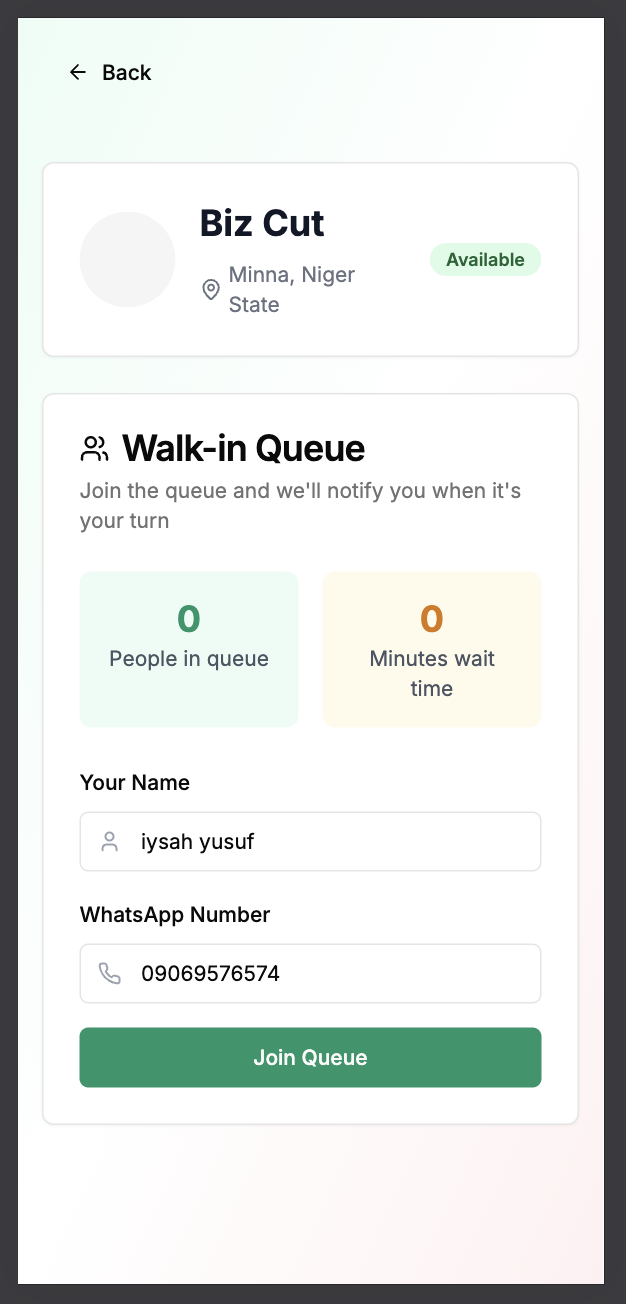 Back
Biz Cut
Minna, Niger
State
Available
Walk-in Queue
Join the queue and we'll notify you when it's
your turn
0
People in queue
0
Minutes wait
time
Your Name
iysah yusuf
WhatsApp Number
09069576574
Join Queue